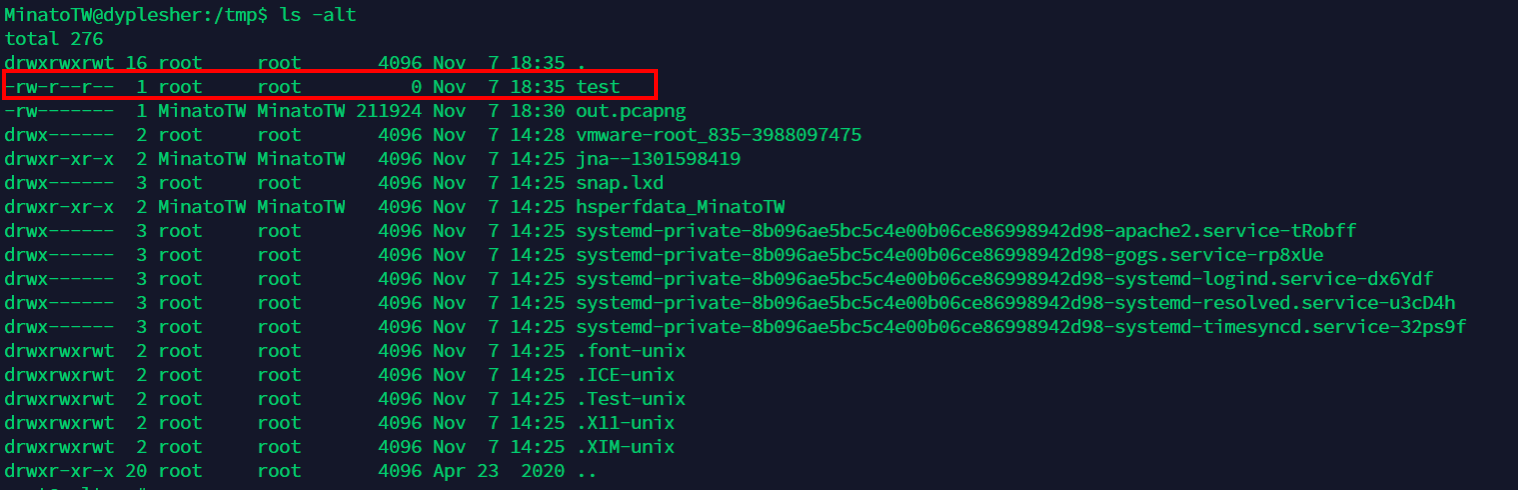 MinatoTW@dyplesher:/tmp$ ls -alt
total 276
drwxrwxrwt 16 root     root       4096 Nov  7 18:35 .
-rw-r--r--  1 root     root          0 Nov  7 18:35 test
-rw-------  1 MinatoTW MinatoTW 211924 Nov  7 18:30 out.pcapng
drwx------  2 root     root       4096 Nov  7 14:28 vmware-root_835-3988097475
drwxr-xr-x  2 MinatoTW MinatoTW   4096 Nov  7 14:25 jna--1301598419
drwx------  3 root     root       4096 Nov  7 14:25 snap.lxd
drwxr-xr-x  2 MinatoTW MinatoTW   4096 Nov  7 14:25 hsperfdata_MinatoTW
drwx------  3 root     root       4096 Nov  7 14:25 systemd-private-8b096ae5bc5c4e00b06ce86998942d98-apache2.service-tRobff
drwx------  3 root     root       4096 Nov  7 14:25 systemd-private-8b096ae5bc5c4e00b06ce86998942d98-gogs.service-rp8xUe
drwx------  3 root     root       4096 Nov  7 14:25 systemd-private-8b096ae5bc5c4e00b06ce86998942d98-systemd-logind.service-dx6Ydf
drwx------  3 root     root       4096 Nov  7 14:25 systemd-private-8b096ae5bc5c4e00b06ce86998942d98-systemd-resolved.service-u3cD4h
drwx------  3 root     root       4096 Nov  7 14:25 systemd-private-8b096ae5bc5c4e00b06ce86998942d98-systemd-timesyncd.service-32ps9f
drwxrwxrwt  2 root     root       4096 Nov  7 14:25 .font-unix
drwxrwxrwt  2 root     root       4096 Nov  7 14:25 .ICE-unix
drwxrwxrwt  2 root     root       4096 Nov  7 14:25 .Test-unix
drwxrwxrwt  2 root     root       4096 Nov  7 14:25 .X11-unix
drwxrwxrwt  2 root     root       4096 Nov  7 14:25 .XIM-unix
drwxr-xr-x 20 root     root       4096 Apr 23  2020 ..